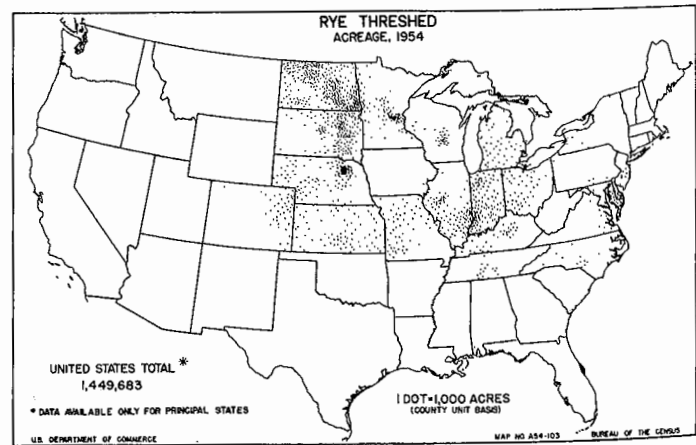 RYE THRESHED
ACREAGE, 1954
UNITED STATES TOTAL *
1,449,683
* DATA AVAILABLE ONLY FOR PRINCIPAL STATES
U.S. DEPARTMENT OF COMMERCE
1 DOT=1,000 ACRES
(COUNTY UNIT BASIS)
MAP NO. A54-103
BUREAU OF THE CENSUS